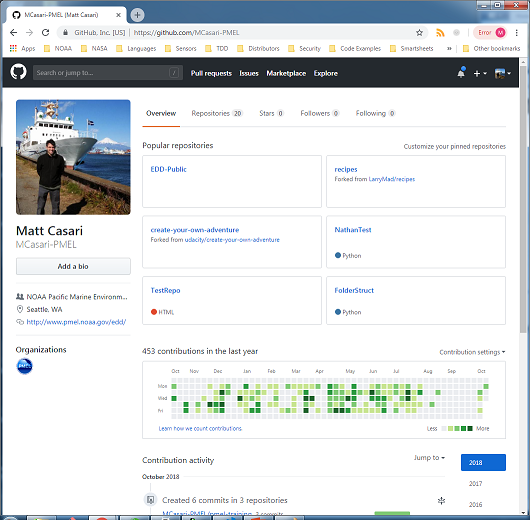 MCasari-PMEL (Matt Casari)
GitHub, Inc. [US] | https://github.com/MCasari-PMEL
Error M
Apps NOAA NASA Languages Sensors TDD Distributors Security Code Examples Smartsheets » Other bookmarks
Search or jump to... /
Pull requests Issues Marketplace Explore
Overview Repositories 20 Stars 0 Followers 0 Following 0
Popular repositories
Customize your pinned repositories
EDD-Public
recipes
Forked from LarryMad/recipes
create-your-own-adventure
Forked from udacity/create-your-own-adventure
NathanTest
Python
TestRepo
HTML
FolderStruct
Python
Matt Casari
MCasari-PMEL
Add a bio
NOAA Pacific Marine Environm...
Seattle, WA
http://www.pmel.noaa.gov/edd/
Organizations
PMEL
453 contributions in the last year
Contribution settings
Oct Nov Dec Jan Feb Mar Apr May Jun Jul Aug Sep Oct
Mon
Wed
Fri
Learn how we count contributions
Less More
Contribution activity
Jump to
2018
2017
2016
October 2018
Created 6 commits in 3 repositories
MCasari-PMEL/pmel-training 3 commits